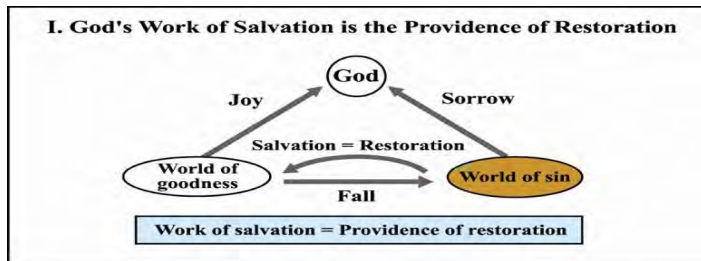 I. God's Work of Salvation is the Providence of Restoration
God
Joy
Sorrow
Salvation = Restoration
World of
goodness
World of sin
Fall
Work of salvation = Providence of restoration